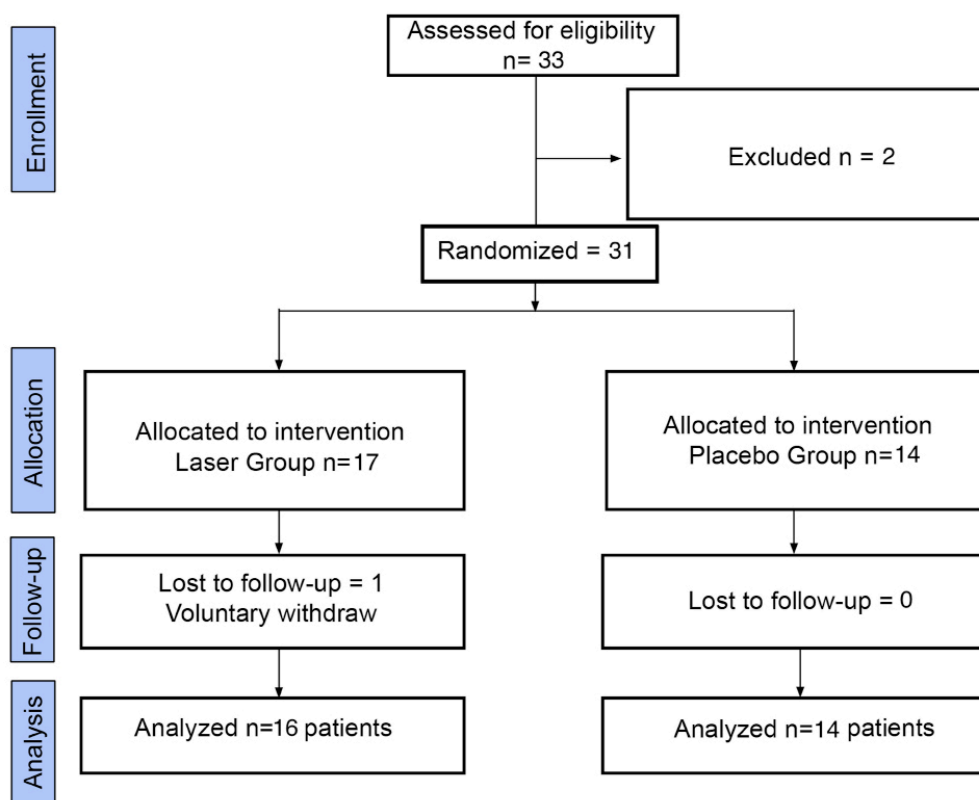 Enrollment
Assessed for eligibility
n= 33
Excluded n = 2
Randomized = 31
Allocation
Allocated to intervention
Laser Group n=17
Allocated to intervention
Placebo Group n=14
Follow-up
Lost to follow-up = 1
Voluntary withdraw
Lost to follow-up = 0
Analysis
Analyzed n=16 patients
Analyzed n=14 patients